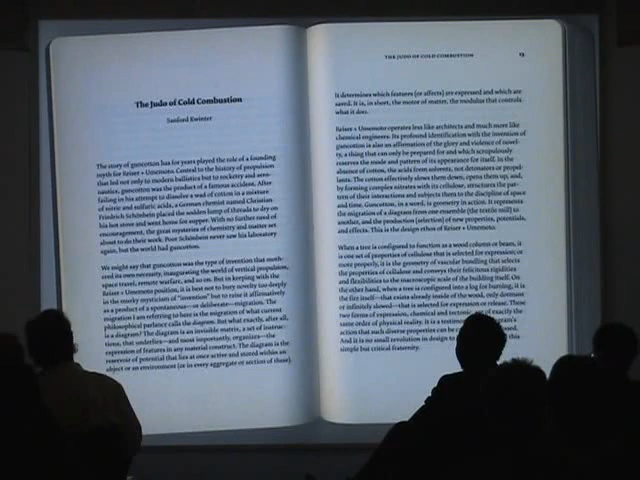 The Judo of Cold Combustion
Sanford Kwinter
The story of guncotton has for years played the role of a founding
myth for Reiser + Umemoto. Central to the history of propulsion
that led not only to modern ballistics but to rocketry and aero-
nautics, guncotton was the product of a famous accident. After
failing in his attempt to dissolve a wad of cotton in a mixture
of nitric and sulfuric acids, a German chemist named Christian
Friedrich Schönbein placed the sodden lump of threads to dry on
his hot stove and went home for supper. With no further need of
encouragement, the great mysteries of chemistry and matter set
about to do their work. Poor Schönbein never saw his laboratory
again, but the world had guncotton.
We might say that guncotton was the type of invention that moth-
ered its own necessity, inaugurating the world of vertical propulsion,
space travel, remote warfare, and so on. But in keeping with the
Reiser + Umemoto position, it is best not to bury novelty too deeply
in the musky mysticism of "invention" but to raise it affirmatively
as a product of a spontaneous—or deliberate—migration. The
migration I am referring to here is the migration of what current
philosophical parlance calls the diagram. But what exactly, after all,
is a diagram? The diagram is an invisible matrix, a set of instruc-
tions, that underlies—and most importantly, organizes—the
expression of features in any material construct. The diagram is the
reservoir of potential that lies at once active and stored within an
object or an environment (or in every aggregate or section of these).
THE JUDO OF COLD COMBUSTION
It determines which features (or affects) are expressed and which are
saved. It is, in short, the motor of matter, the modulus that controls
what it does.
Reiser + Umemoto operates less like architects and much more like
chemical engineers. Its profound identification with the invention of
guncotton is also an affirmation of the glory and violence of novel-
ty, a thing that can only be prepared for and which scrupulously
reserves the mode and pattern of its appearance for itself. In the
absence of cotton, the acids from solvents, not detonators or propel-
lants. The cotton effectively slows them down, opens them up, and,
by forming complex nitrates with its cellulose, structures the pat-
tern of their interactions and subjects them to the discipline of space
and time. Guncotton, in a word, is geometry in action. It represents
the migration of a diagram from one ensemble (the textile mill) to
another, and the production (selection) of new properties, potentials,
and effects. This is the design ethos of Reiser + Umemoto.
When a tree is configured to function as a wood column or beam, it
is one set of properties of cellulose that is selected for expression; or
more properly, it is the geometry of vascular bundling that selects
the properties of cellulose and conveys their felicitous rigidities
and flexibilities to the macroscopic scale of the building itself. On
the other hand, when a tree is configured into a log for burning, it is
the fire itself—that exists already inside of the wood, only dormant
or infinitely slowed—that is selected for expression or release. These
two forms of expression, chemical and tectonic, are of exactly the
same order of physical reality. It is a testimony to the diagram's
action that such diverse properties can be
And it is no small revolution in design to this
simple but critical fraternity.